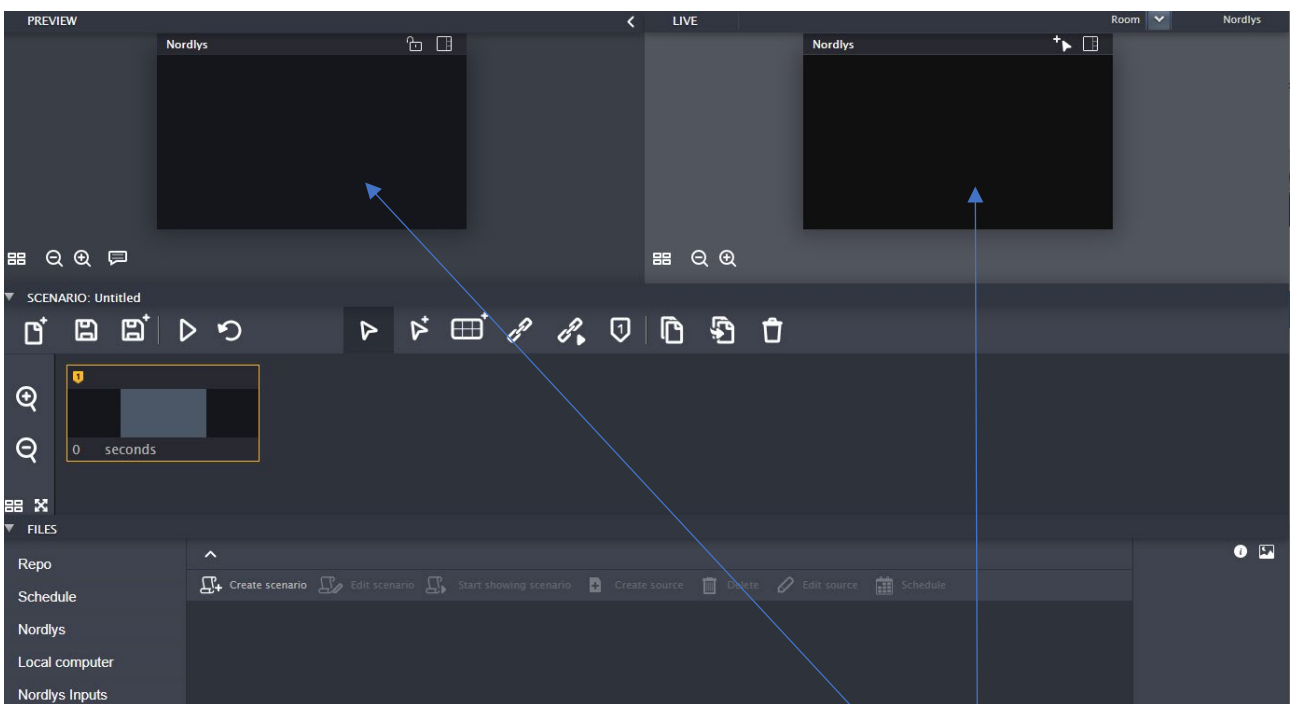 PREVIEW
LIVE
Room
Nordlys
Nordlys
Nordlys
SCENARIO: Untitled
1
1
0 seconds
FILES
Repo
Schedule
Nordlys
Local computer
Nordlys Inputs
Create scenario Edit scenario Start showing scenario Create source Delete Edit source Schedule